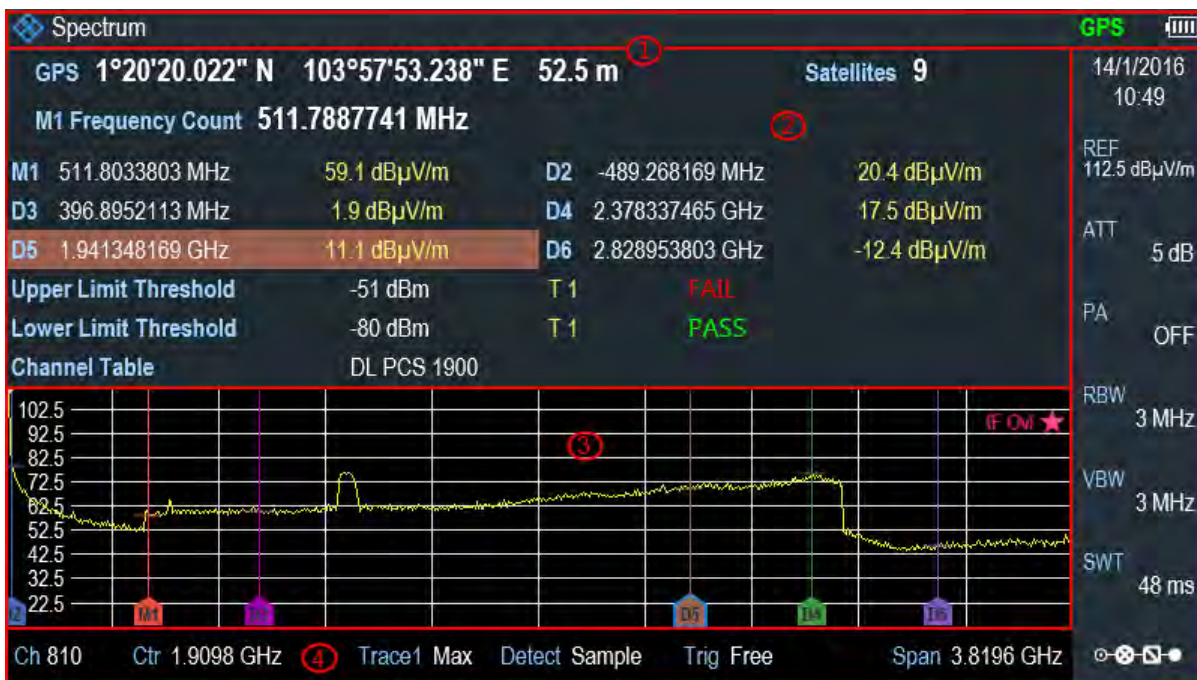 Spectrum GPS
①
GPS 1°20'20.022" N 103°57'53.238" E 52.5 m Satellites 9
14/1/2016
10:49
M1 Frequency Count 511.7887741 MHz
②
M1 511.8033803 MHz 59.1 dBµV/m D2 -489.268169 MHz 20.4 dBµV/m
D3 396.8952113 MHz 1.9 dBµV/m D4 2.378337465 GHz 17.5 dBµV/m
D5 1.941348169 GHz 11.1 dBµV/m D6 2.828953803 GHz -12.4 dBµV/m
Upper Limit Threshold -51 dBm T 1 FAIL
Lower Limit Threshold -80 dBm T 1 PASS
Channel Table DL PCS 1900
REF
112.5 dBµV/m
ATT
5 dB
PA
OFF
RBW
3 MHz
VBW
3 MHz
SWT
48 ms
102.5
92.5
82.5
72.5
62.5
52.5
42.5
32.5
22.5
(F Ov)
③
M1 D5 D4 D6
Ch 810 Ctr 1.9098 GHz ④ Trace1 Max Detect Sample Trig Free Span 3.8196 GHz